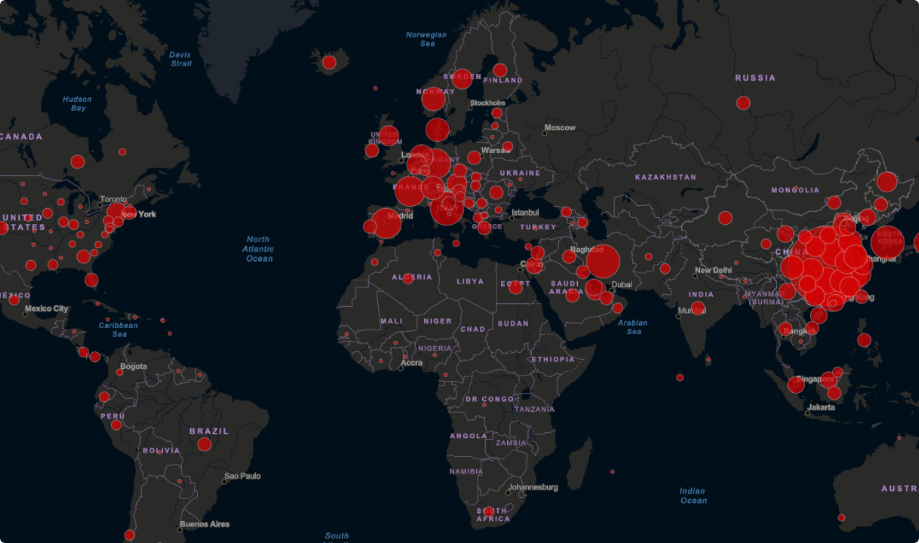 Norwegian
Sea
Davis
Strait
RUSSIA
SWEDEN
FINLAND
NORWAY
Hudson
Bay
Stockholm
Moscow
CANADA
UNITED
KINGDOM
London
Warsaw
UKRAINE
KAZAKHSTAN
MONGOLIA
FRANCE
Toronto
New York
UNITED
STATES
Madrid
Istanbul
GREECE
TURKEY
Beijing
SOUTH
KOREA
North
Atlantic
Ocean
Baghdad
CHINA
Shanghai
Cairo
New Delhi
ALGERIA
LIBYA
EGYPT
SAUDI
ARABIA
Dubai
INDIA
MYANMAR
(BURMA)
Hong Kong
MÉXICO
Mexico City
Mumbai
Caribbean
Sea
MALI
NIGER
CHAD
SUDAN
Arabian
Sea
Bangkok
NIGERIA
Accra
ETHIOPIA
Bogota
Singapore
DR CONGO
TANZANIA
Jakarta
PERU
BRAZIL
ANGOLA
ZAMBIA
BOLIVIA
NAMIBIA
Sao Paulo
Johannesburg
Indian
Ocean
AUSTR
SOUTH
AFRICA
Buenos Aires
South